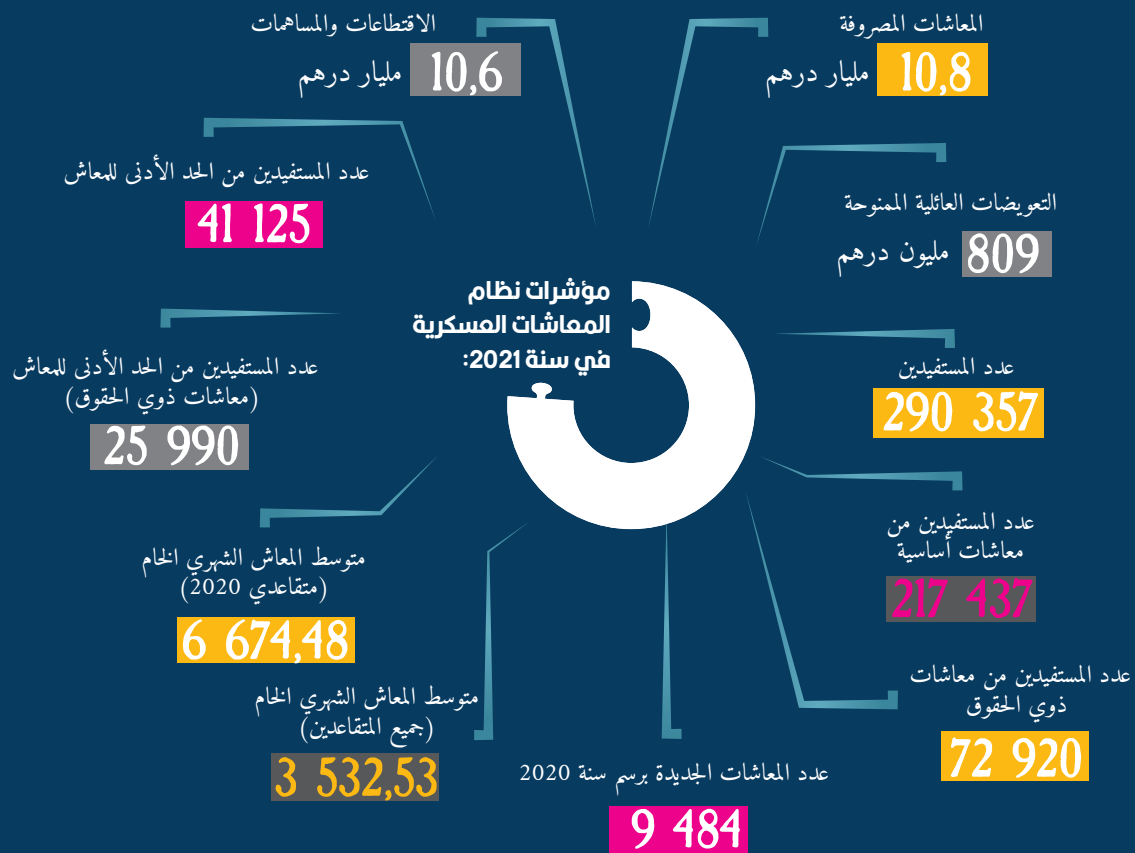 مؤشرات نظام
المعاشات العسكرية
في سنة 2021:
المعاشات المصروفة
10,8 مليار درهم
التعويضات العائلية الممنوحة
809 مليون درهم
عدد المستفيدين
290 357
عدد المستفيدين من
معاشات أساسية
217 437
عدد المستفيدين من معاشات
ذوي الحقوق
72 920
عدد المعاشات الجديدة برسم سنة 2020
9 484
متوسط المعاش الشهري الخام
(جميع المتقاعدين)
3 532,53
متوسط المعاش الشهري الخام
(متقاعدي 2020)
6 674,48
عدد المستفيدين من الحد الأدنى للمعاش
(معاشات ذوي الحقوق)
25 990
عدد المستفيدين من الحد الأدنى للمعاش
41 125
الاقتطاعات والمساهمات
10,6 مليار درهم